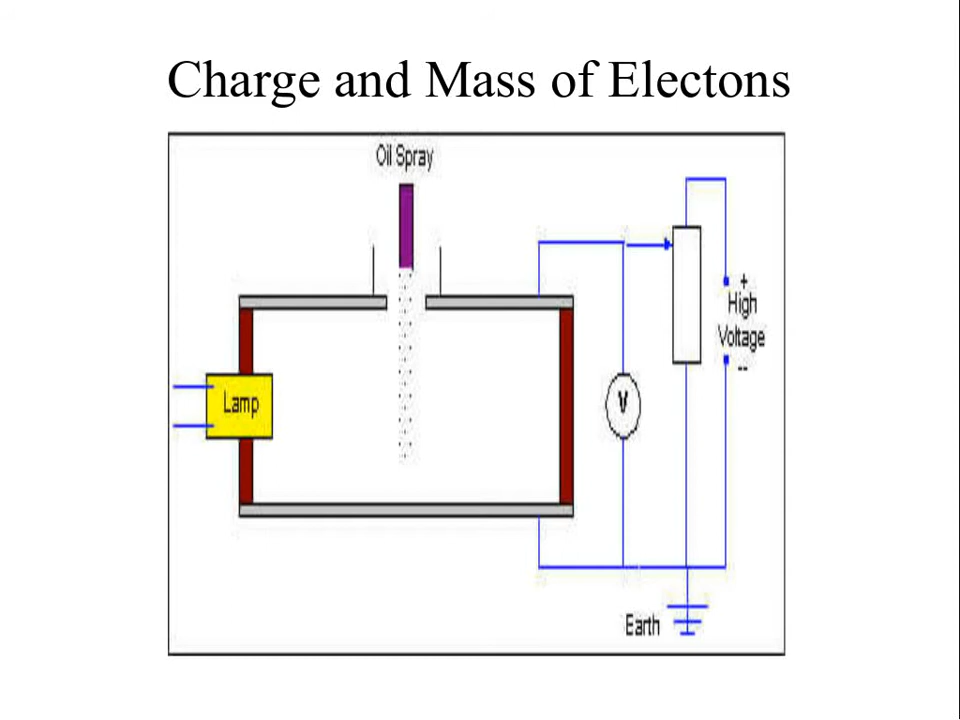 Charge and Mass of Electons
Oil Spray
Lamp
V
+
High
Voltage
--
Earth